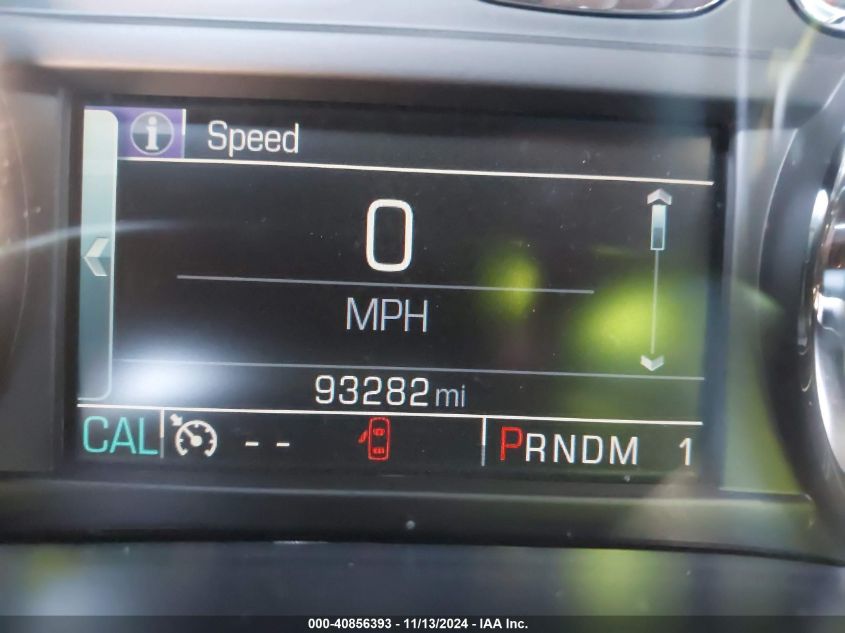 i Speed
0
MPH
93282 mi
CAL -- PRNDM 1
000-40856393 - 11/13/2024 - IAA Inc.